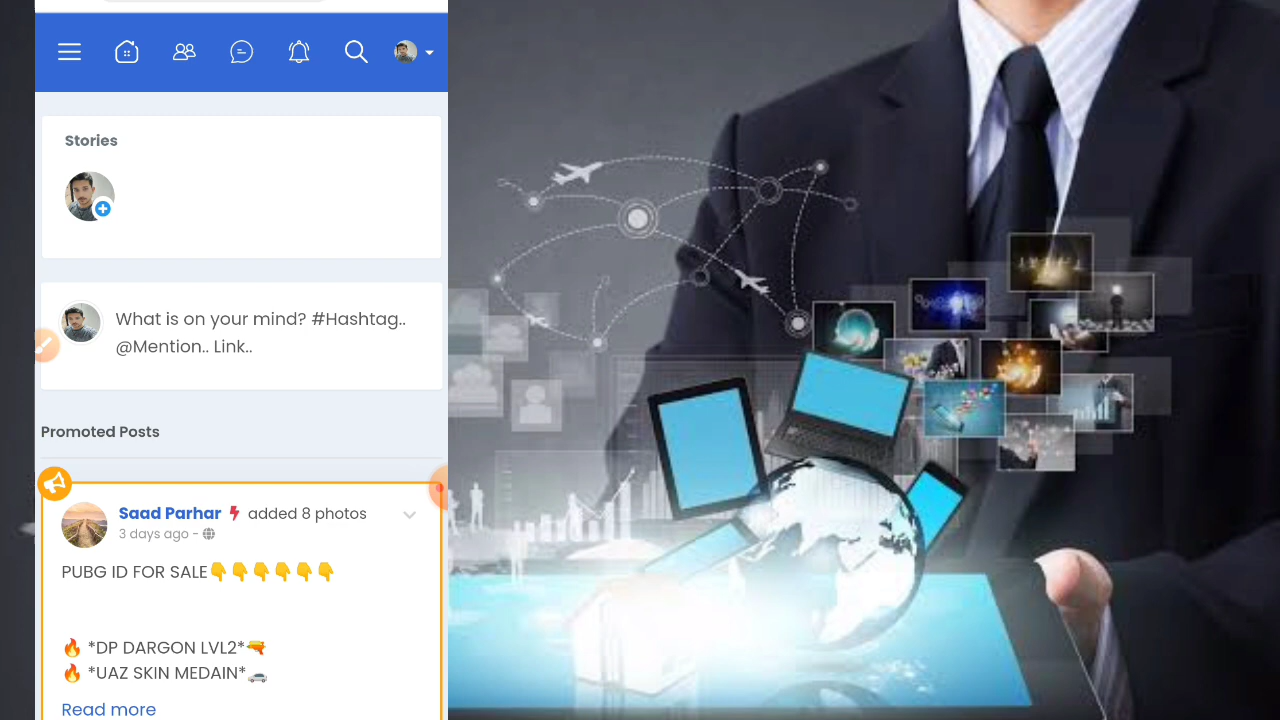 Stories
What is on your mind? #Hashtag..
@Mention.. Link..
Promoted Posts
Saad Parhar added 8 photos
3 days ago -
PUBG ID FOR SALE👇👇👇👇👇👇
🔥 *DP DARGON LVL2*🔫
🔥 *UAZ SKIN MEDAIN*🚗
Read more